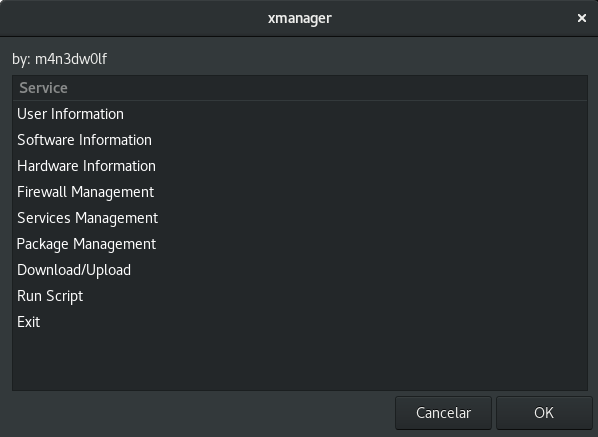 xmanager
by: m4n3dw0lf
Service
User Information
Software Information
Hardware Information
Firewall Management
Services Management
Package Management
Download/Upload
Run Script
Exit
Cancelar
OK